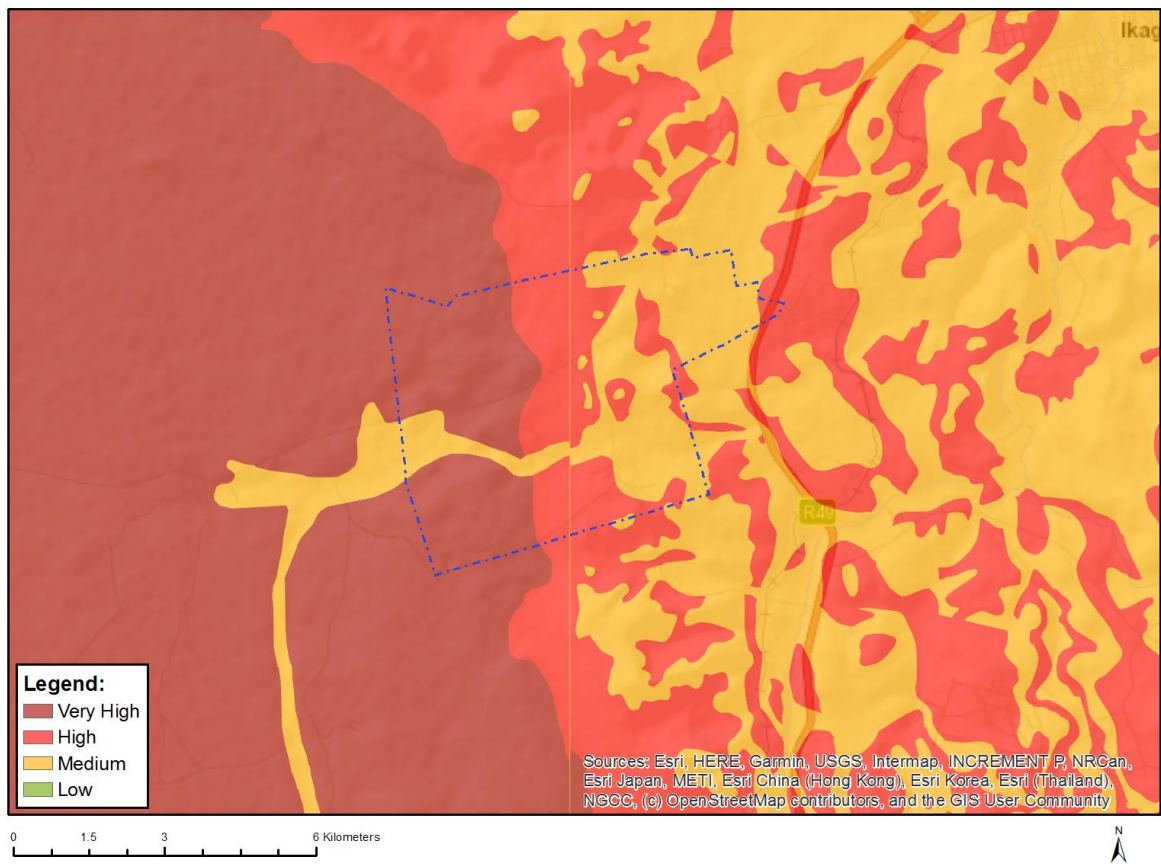 Ikag
R49
Legend:
Very High
High
Medium
Low
Sources: Esri, HERE, Garmin, USGS, Intermap, INCREMENT P, NRCan,
Esri Japan, METI, Esri China (Hong Kong), Esri Korea, Esri (Thailand),
NGCC, (c) OpenStreetMap contributors, and the GIS User Community
0 1.5 3 6 Kilometers
N